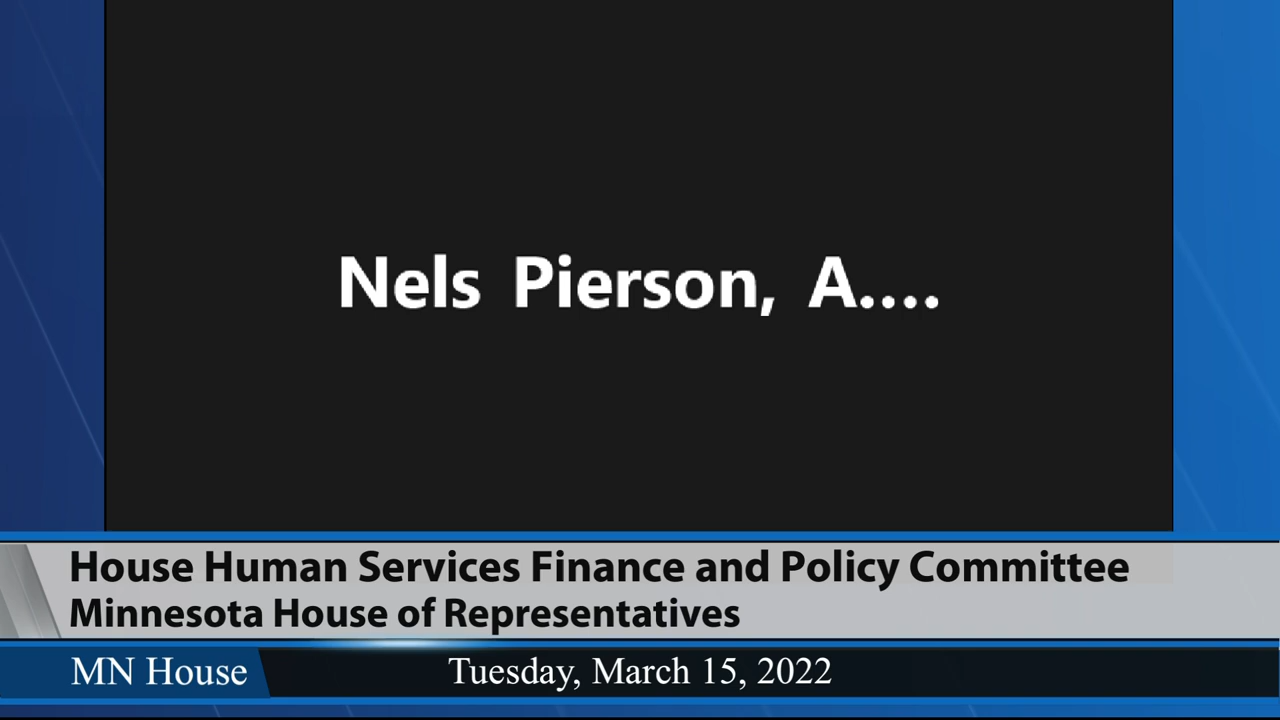 Nels Pierson, A....
House Human Services Finance and Policy Committee
Minnesota House of Representatives
MN House
Tuesday, March 15, 2022